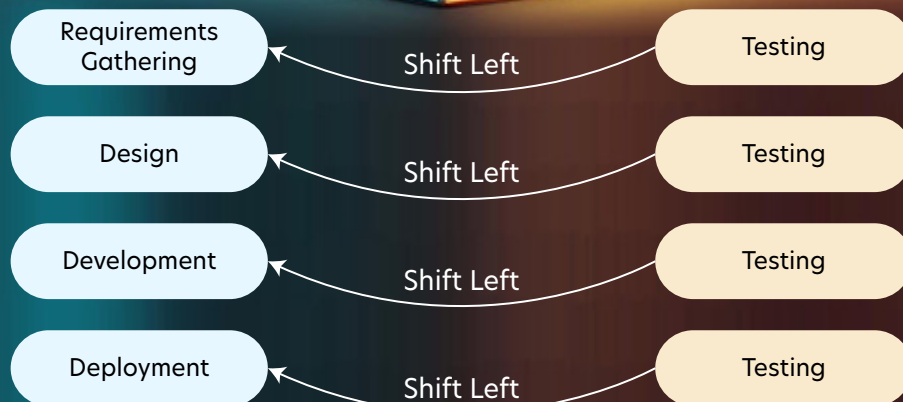 Requirements
Gathering
Shift Left
Testing
Design
Shift Left
Testing
Development
Shift Left
Testing
Deployment
Shift Left
Testing